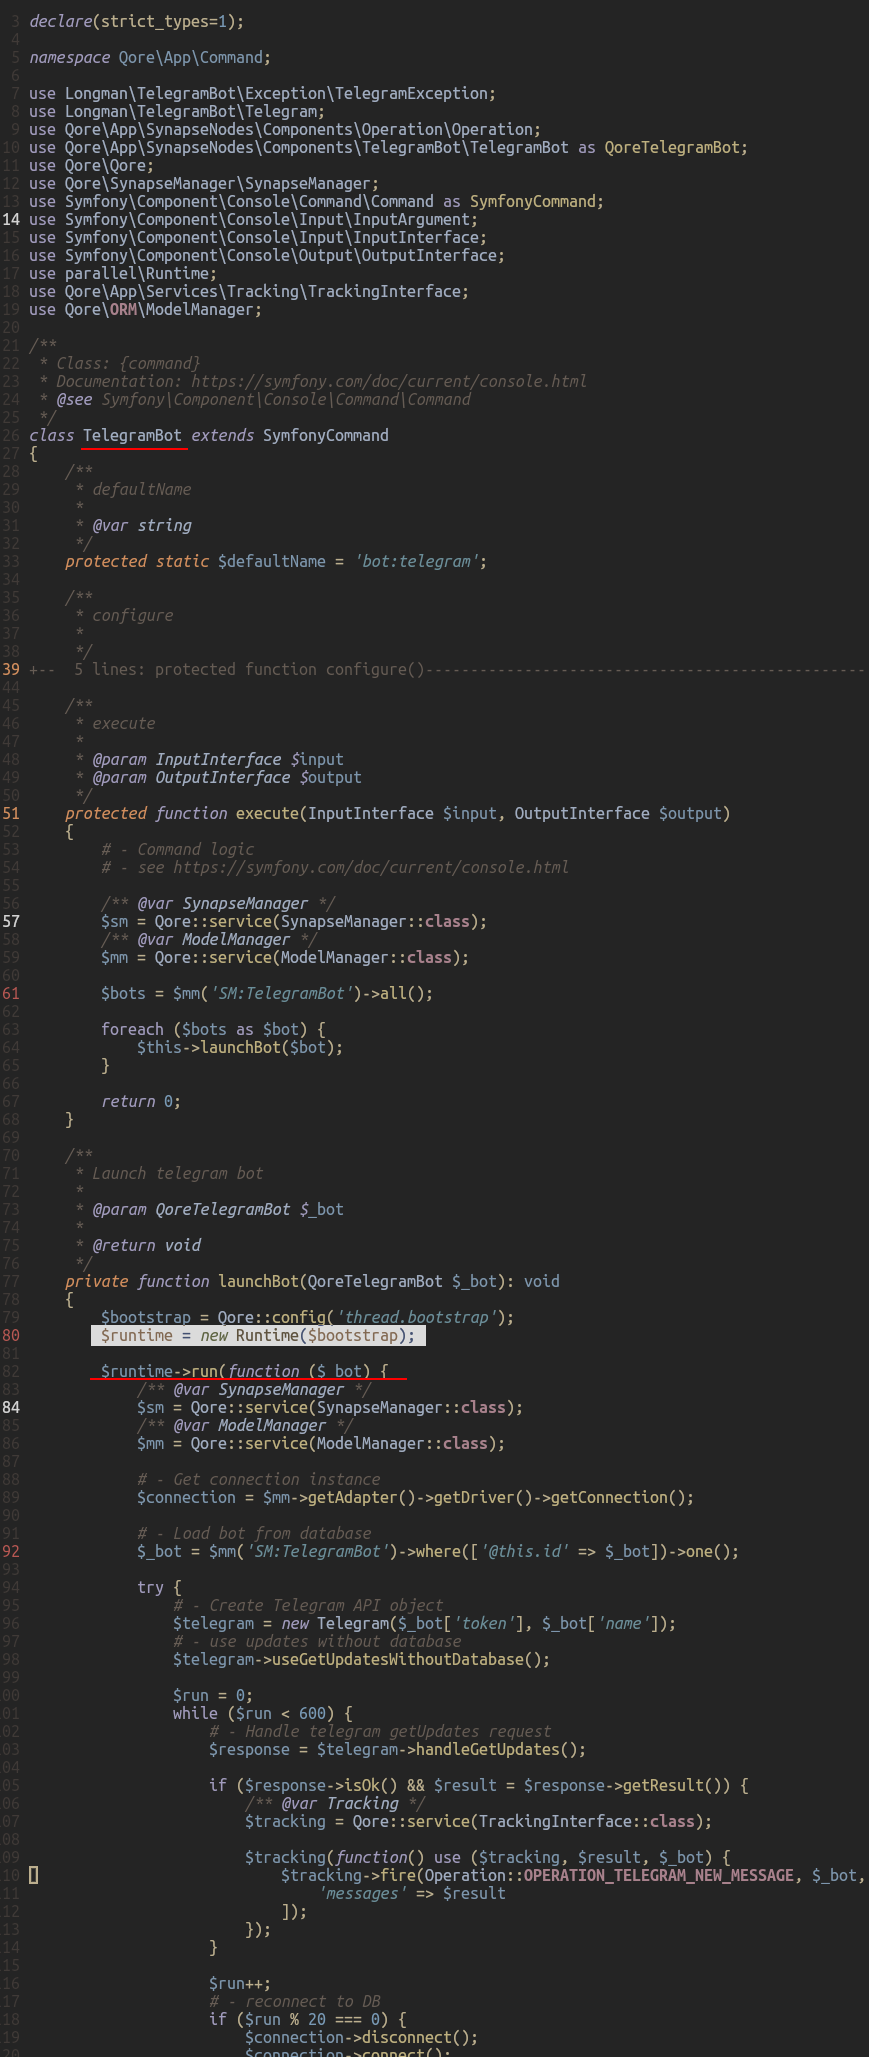 3 declare(strict_types=1);
4
5 namespace Qore\App\Command;
6
7 use Longman\TelegramBot\Exception\TelegramException;
8 use Longman\TelegramBot\Telegram;
9 use Qore\App\SynapseNodes\Components\Operation\Operation;
10 use Qore\App\SynapseNodes\Components\TelegramBot\TelegramBot as QoreTelegramBot;
11 use Qore\Qore;
12 use Qore\SynapseManager\SynapseManager;
13 use Symfony\Component\Console\Command\Command as SymfonyCommand;
14 use Symfony\Component\Console\Input\InputArgument;
15 use Symfony\Component\Console\Input\InputInterface;
16 use Symfony\Component\Console\Output\OutputInterface;
17 use parallel\Runtime;
18 use Qore\App\Services\Tracking\TrackingInterface;
19 use Qore\ORM\ModelManager;
20
21 /**
22  * Class: {command}
23  * Documentation: https://symfony.com/doc/current/console.html
24  * @see Symfony\Component\Console\Command\Command
25  */
26 class TelegramBot extends SymfonyCommand
27 {
28     /**
29      * defaultName
30      *
31      * @var string
32      */
33     protected static $defaultName = 'bot:telegram';
34
35     /**
36      * configure
37      *
38      */
39 +--  5 lines: protected function configure()-------------------------------------------------
44
45     /**
46      * execute
47      *
48      * @param InputInterface $input
49      * @param OutputInterface $output
50      */
51     protected function execute(InputInterface $input, OutputInterface $output)
52     {
53         # - Command logic
54         # - see https://symfony.com/doc/current/console.html
55
56         /** @var SynapseManager */
57         $sm = Qore::service(SynapseManager::class);
58         /** @var ModelManager */
59         $mm = Qore::service(ModelManager::class);
60
61         $bots = $mm('SM:TelegramBot')->all();
62
63         foreach ($bots as $bot) {
64             $this->launchBot($bot);
65         }
66
67         return 0;
68     }
69
70     /**
71      * Launch telegram bot
72      *
73      * @param QoreTelegramBot $_bot
74      *
75      * @return void
76      */
77     private function launchBot(QoreTelegramBot $_bot): void
78     {
79         $bootstrap = Qore::config('thread.bootstrap');
80         $runtime = new Runtime($bootstrap);
81
82         $runtime->run(function ($_bot) {
83             /** @var SynapseManager */
84             $sm = Qore::service(SynapseManager::class);
85             /** @var ModelManager */
86             $mm = Qore::service(ModelManager::class);
87
88             # - Get connection instance
89             $connection = $mm->getAdapter()->getDriver()->getConnection();
90
91             # - Load bot from database
92             $_bot = $mm('SM:TelegramBot')->where(['@this.id' => $_bot])->one();
93
94             try {
95                 # - Create Telegram API object
96                 $telegram = new Telegram($_bot['token'], $_bot['name']);
97                 # - use updates without database
98                 $telegram->useGetUpdatesWithoutDatabase();
99
00                 $run = 0;
01                 while ($run < 600) {
02                     # - Handle telegram getUpdates request
03                     $response = $telegram->handleGetUpdates();
04
05                     if ($response->isOk() && $result = $response->getResult()) {
06                         /** @var Tracking */
07                         $tracking = Qore::service(TrackingInterface::class);
08
09                         $tracking(function() use ($tracking, $result, $_bot) {
10                             $tracking->fire(Operation::OPERATION_TELEGRAM_NEW_MESSAGE, $_bot,
11                                 'messages' => $result
12                             ]);
13                         });
14                     }
15
16                     $run++;
17                     # - reconnect to DB
18                     if ($run % 20 === 0) {
19                         $connection->disconnect();
20                         $connection->connect();